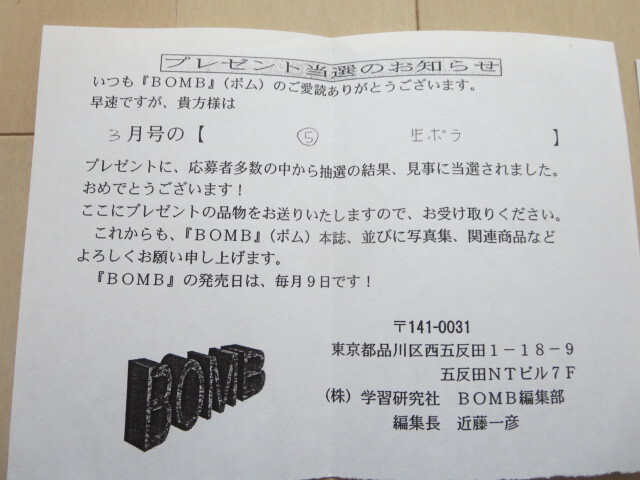 プレゼント当選のお知らせ
いつも『BOMB』(ボム)のご愛読ありがとうございます。
早速ですが、貴方様は
3月号の【 ⑤ 生ポラ 】
プレゼントに、応募者多数の中から抽選の結果、見事に当選されました。
おめでとうございます!
ここにプレゼントの品物をお送りいたしますので、お受け取りください。
これからも、『BOMB』(ボム)本誌、並びに写真集、関連商品など
よろしくお願い申し上げます。
『BOMB』の発売日は、毎月9日です!
〒141-0031
東京都品川区西五反田1-18-9
五反田NTビル7F
(株)学習研究社 BOMB編集部
編集長 近藤一彦
BOMB